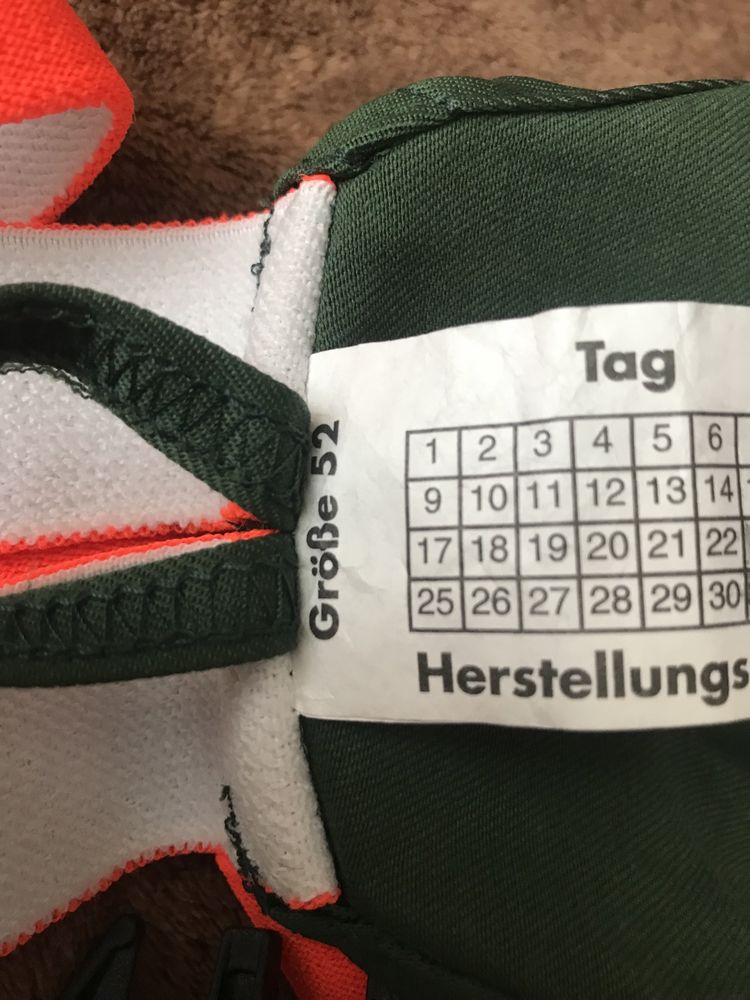 Tag
1 2 3 4 5 6
9 10 11 12 13 14
17 18 19 20 21 22
25 26 27 28 29 30
Herstellungs
Größe 52